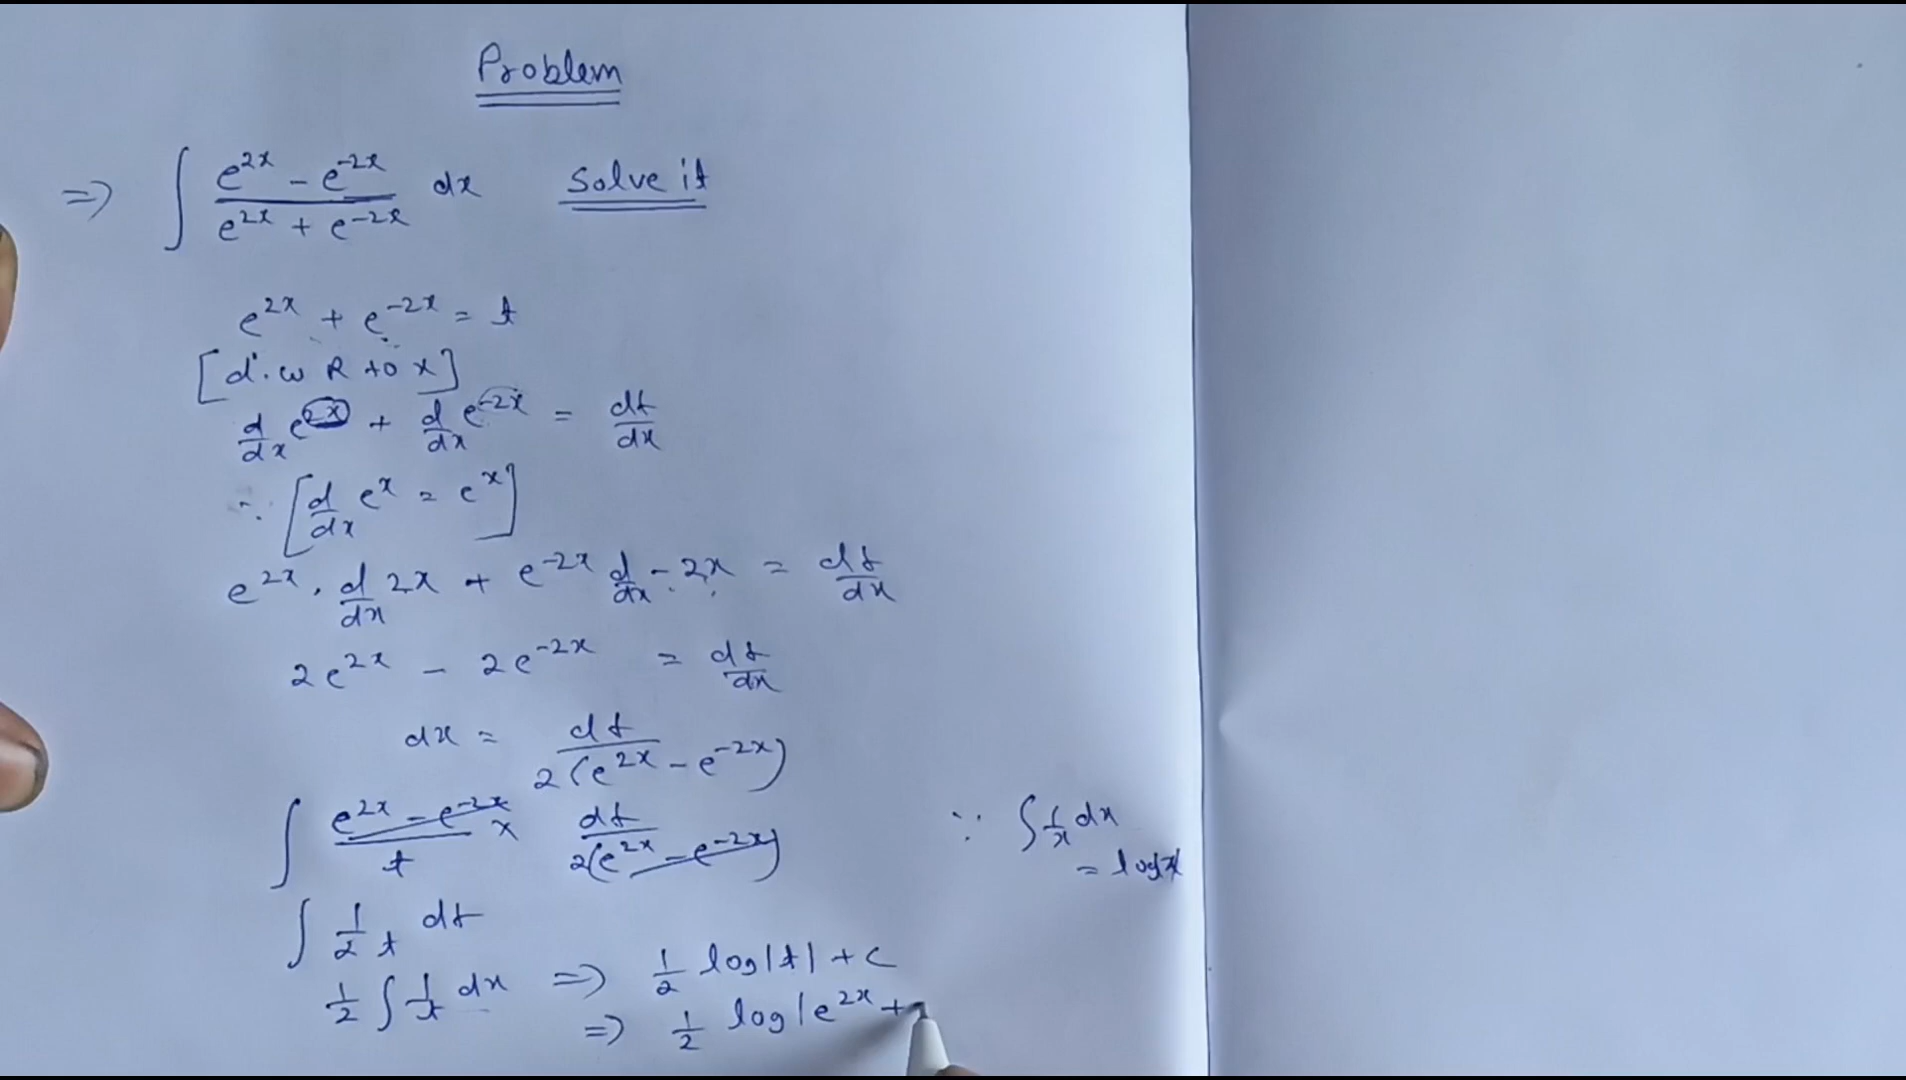 Problem
=> ∫ (e^{2x} - e^{-2x})/(e^{2x} + e^{-2x}) dx Solve it
e^{2x} + e^{-2x} = t
[d.w R to x]
d/dx e^{2x} + d/dx e^{-2x} = dt/dx
∵ [d/dx e^x = e^x]
e^{2x} . d/dx 2x + e^{-2x} d/dx -2x = dt/dx
2e^{2x} - 2e^{-2x} = dt/dx
dx = dt/2(e^{2x} - e^{-2x})
∫ (e^{2x} - e^{-2x})/t x dt/2(e^{2x} - e^{-2x})
∵ ∫ 1/x dx
= log x
∫ 1/2t dt
1/2 ∫ 1/t dx => 1/2 log|t| + c
=> 1/2 log|e^{2x} +